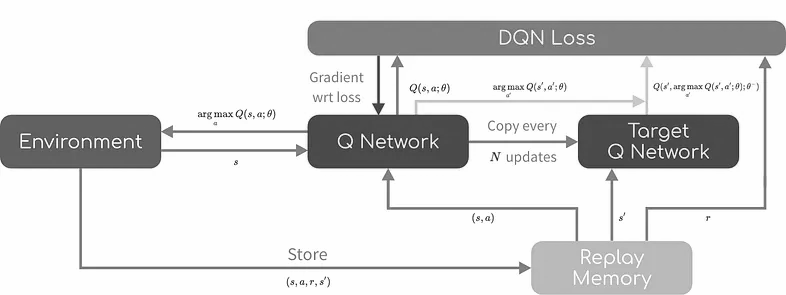 DQN Loss
Gradient
wrt loss
Q(s, a; θ)
arg max Q(s′, a′; θ)
a′
Q(s′, arg max Q(s′, a′; θ); θ⁻)
a′
arg max Q(s, a; θ)
a
Environment
s
Q Network
Copy every
N updates
Target
Q Network
(s, a)
s′
r
Store
(s, a, r, s′)
Replay
Memory